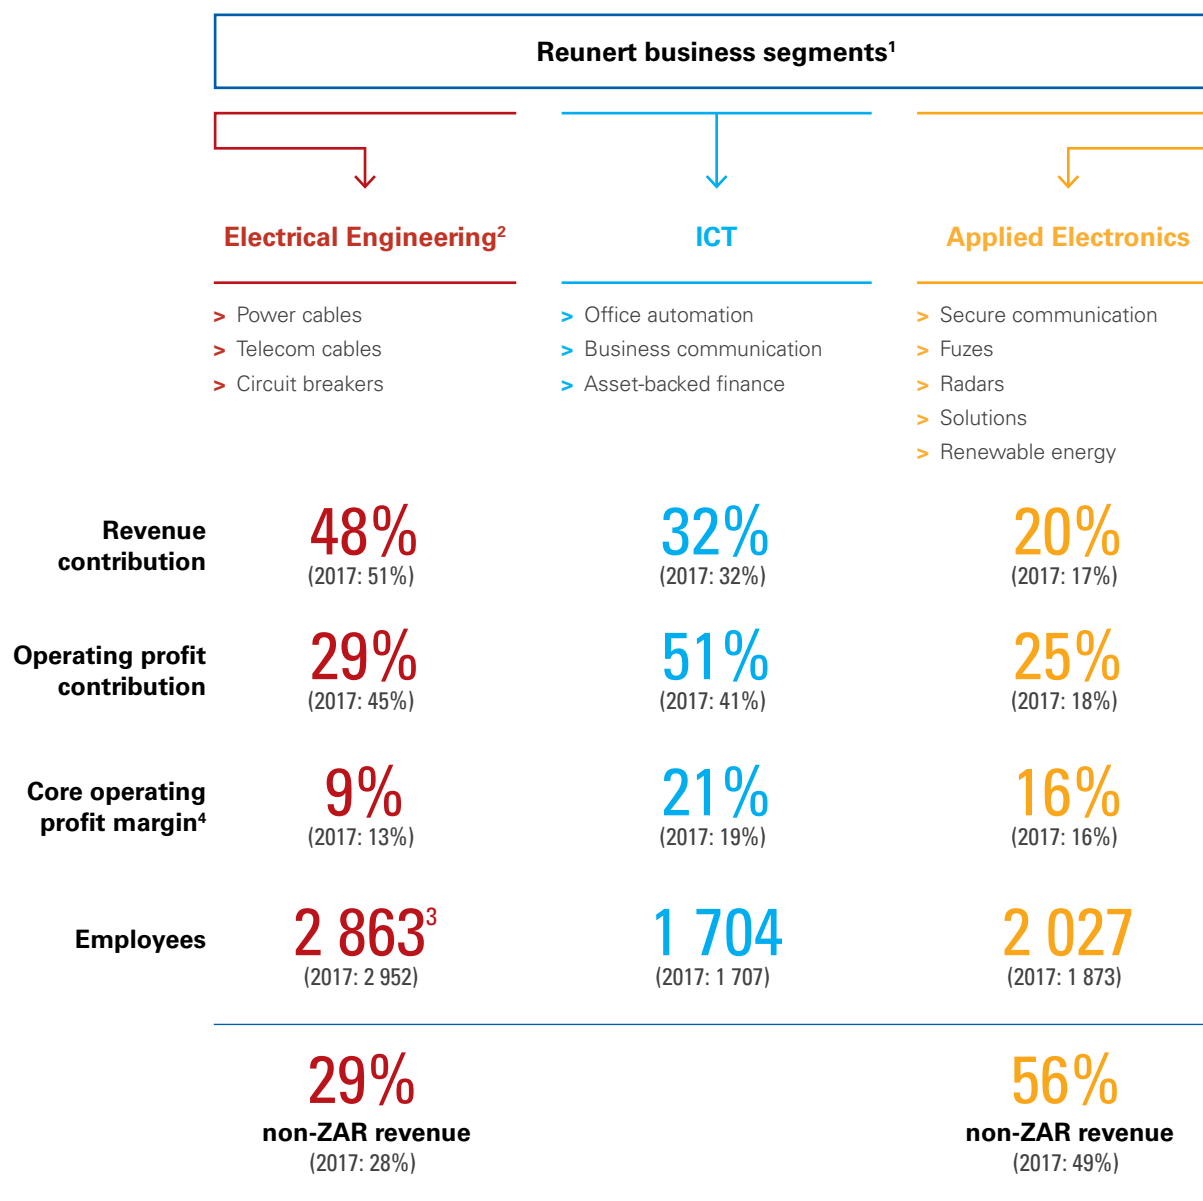 Reunert business segments¹
Electrical Engineering²
> Power cables
> Telecom cables
> Circuit breakers
ICT
> Office automation
> Business communication
> Asset-backed finance
Applied Electronics
> Secure communication
> Fuzes
> Radars
> Solutions
> Renewable energy
Revenue
contribution
48%
(2017: 51%)
32%
(2017: 32%)
20%
(2017: 17%)
Operating profit
contribution
29%
(2017: 45%)
51%
(2017: 41%)
25%
(2017: 18%)
Core operating
profit margin⁴
9%
(2017: 13%)
21%
(2017: 19%)
16%
(2017: 16%)
Employees
2 863³
(2017: 2 952)
1 704
(2017: 1 707)
2 027
(2017: 1 873)
29%
non-ZAR revenue
(2017: 28%)
56%
non-ZAR revenue
(2017: 49%)